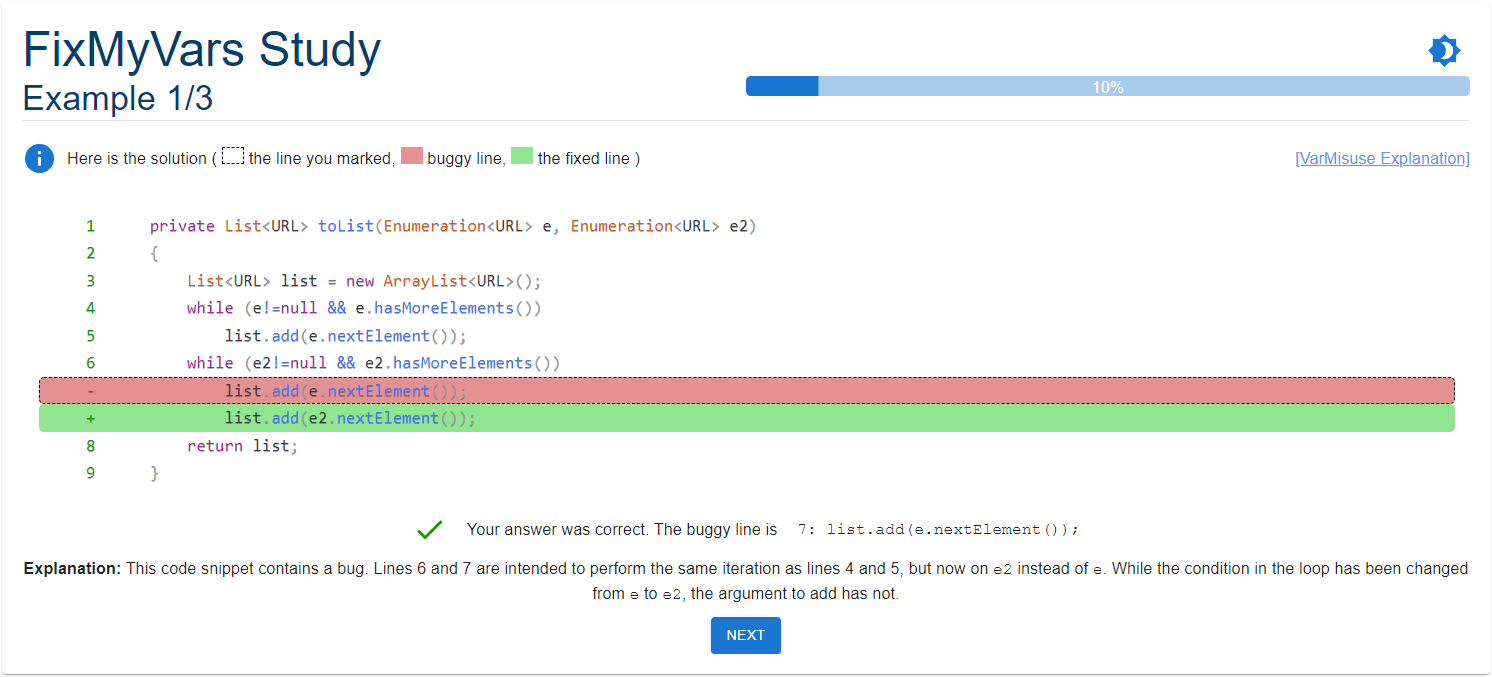 FixMyVars Study
Example 1/3
10%
Here is the solution ( the line you marked, buggy line, the fixed line )
[VarMisuse Explanation]
1 private List<URL> toList(Enumeration<URL> e, Enumeration<URL> e2)
2 {
3 List<URL> list = new ArrayList<URL>();
4 while (e!=null && e.hasMoreElements())
5 list.add(e.nextElement());
6 while (e2!=null && e2.hasMoreElements())
- list.add(e.nextElement());
+ list.add(e2.nextElement());
8 return list;
9 }
Your answer was correct. The buggy line is 7: list.add(e.nextElement());
Explanation: This code snippet contains a bug. Lines 6 and 7 are intended to perform the same iteration as lines 4 and 5, but now on e2 instead of e. While the condition in the loop has been changed
from e to e2, the argument to add has not.
NEXT